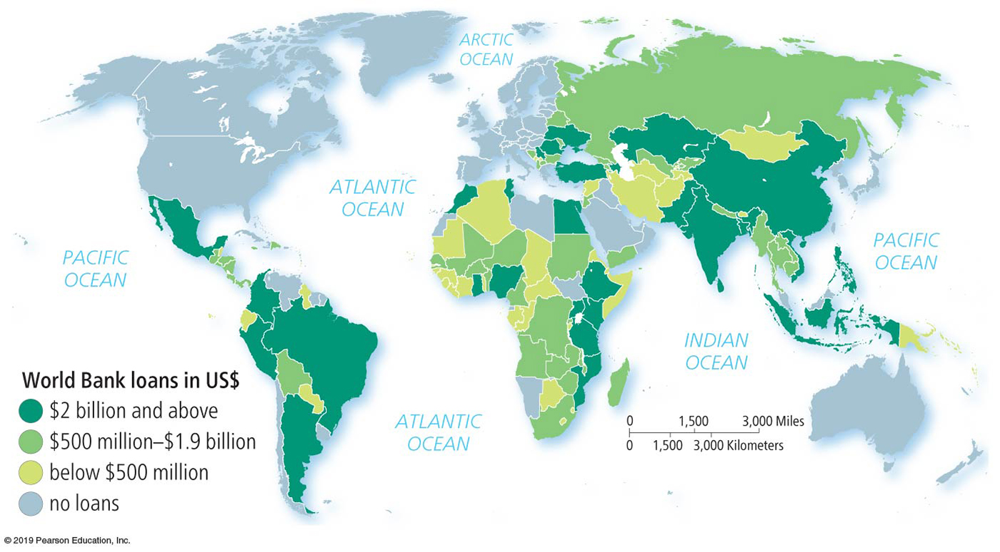 ARCTIC
OCEAN
ATLANTIC
OCEAN
PACIFIC
OCEAN
PACIFIC
OCEAN
INDIAN
OCEAN
ATLANTIC
OCEAN
World Bank loans in US$
$2 billion and above
$500 million–$1.9 billion
below $500 million
no loans
0 1,500 3,000 Miles
0 1,500 3,000 Kilometers
© 2019 Pearson Education, Inc.